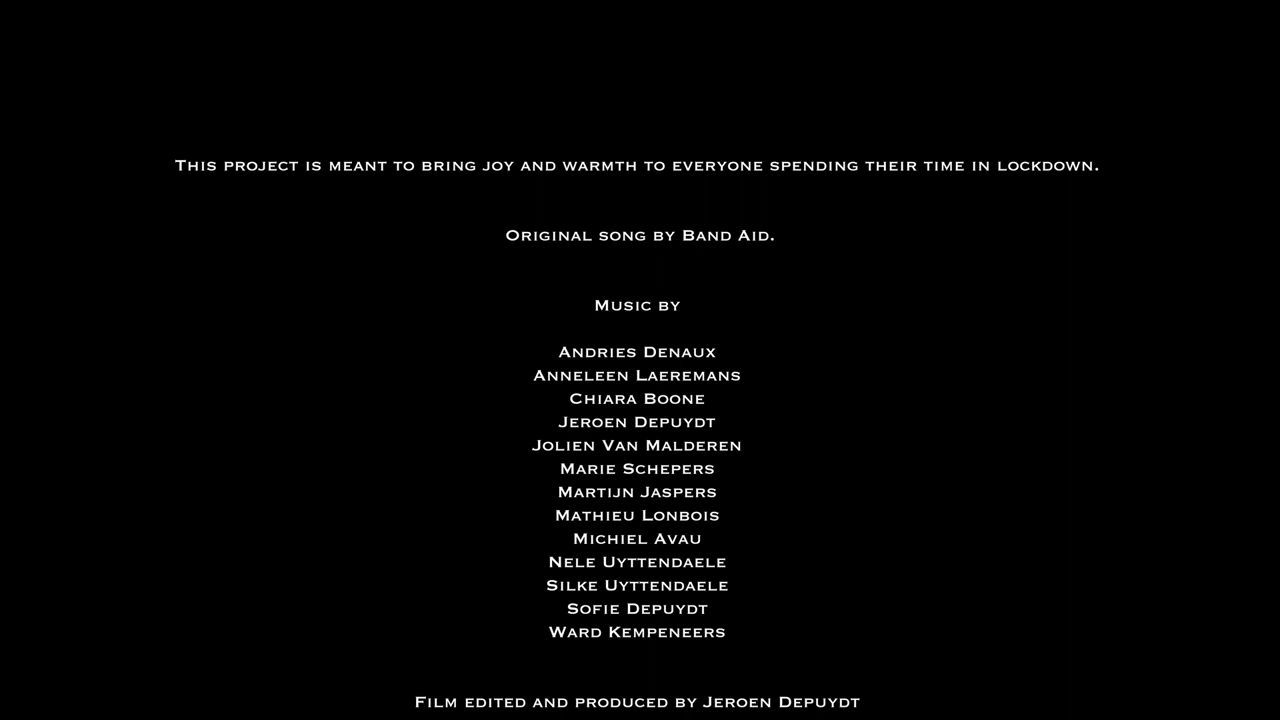 This project is meant to bring joy and warmth to everyone spending their time in lockdown.
Original song by Band Aid.
Music by
Andries Denaux
Anneleen Laeremans
Chiara Boone
Jeroen Depuydt
Jolien Van Malderen
Marie Schepers
Martijn Jaspers
Mathieu Lonbois
Michiel Avau
Nele Uyttendaele
Silke Uyttendaele
Sofie Depuydt
Ward Kempeneers
Film edited and produced by Jeroen Depuydt